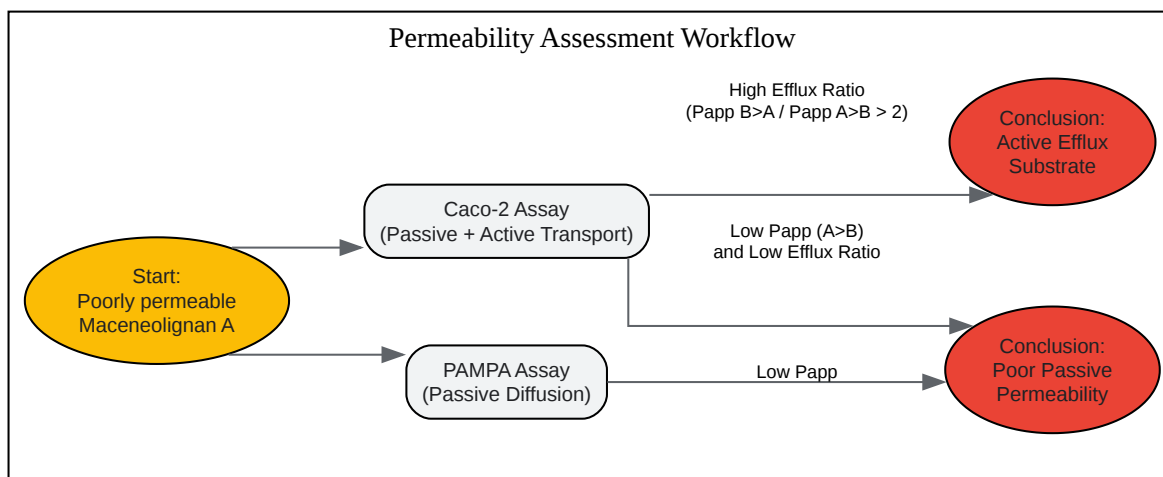 Permeability Assessment Workflow
High Efflux Ratio
(Papp B>A / Papp A>B > 2)
Conclusion:
Active Efflux
Substrate
Caco-2 Assay
(Passive + Active Transport)
Low Papp (A>B)
and Low Efflux Ratio
Start:
Poorly permeable
Maceneolignan A
PAMPA Assay
(Passive Diffusion)
Low Papp
Conclusion:
Poor Passive
Permeability